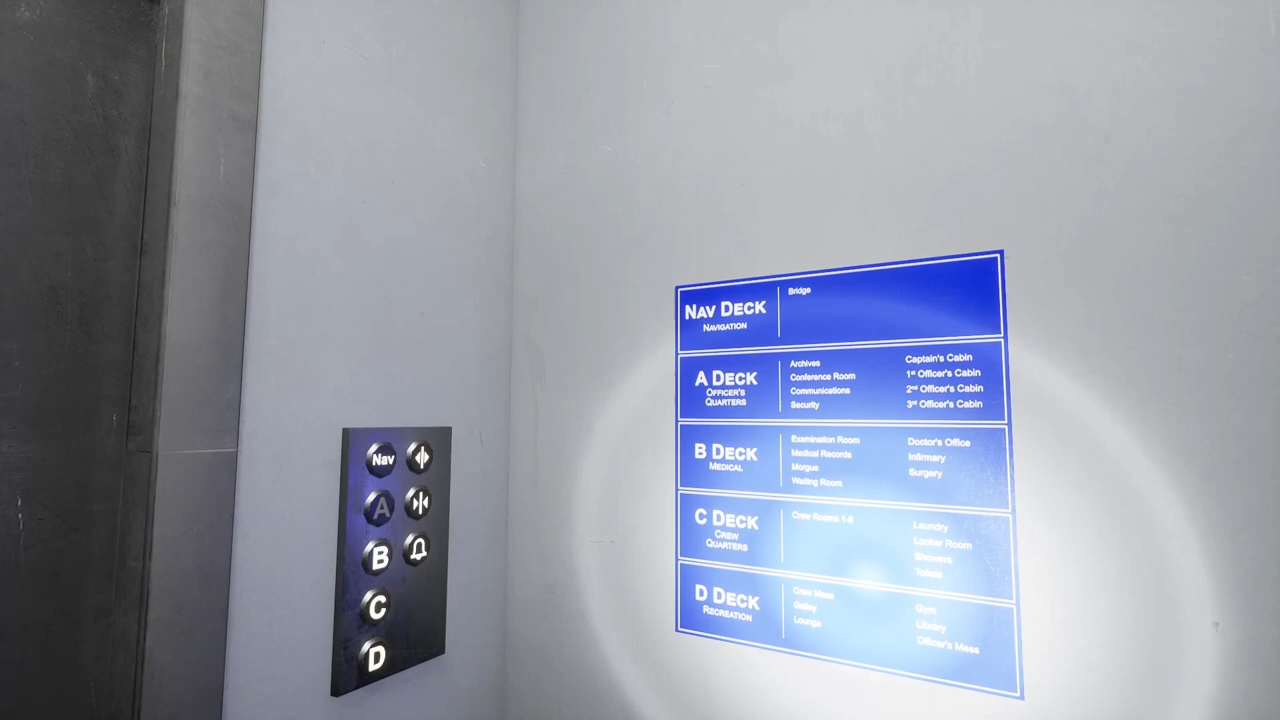 Nav
A
B
C
D
Nav Deck
Navigation
Bridge
A Deck
Officer's
Quarters
Archives
Conference Room
Communications
Security
Captain's Cabin
1st Officer's Cabin
2nd Officer's Cabin
3rd Officer's Cabin
B Deck
Medical
Examination Room
Medical Records
Morgue
Waiting Room
Doctor's Office
Infirmary
Surgery
C Deck
Crew
Quarters
Crew Rooms 1-6
Laundry
Locker Room
Showers
Toilets
D Deck
Recreation
Crew Mess
Galley
Lounge
Gym
Library
Officer's Mess